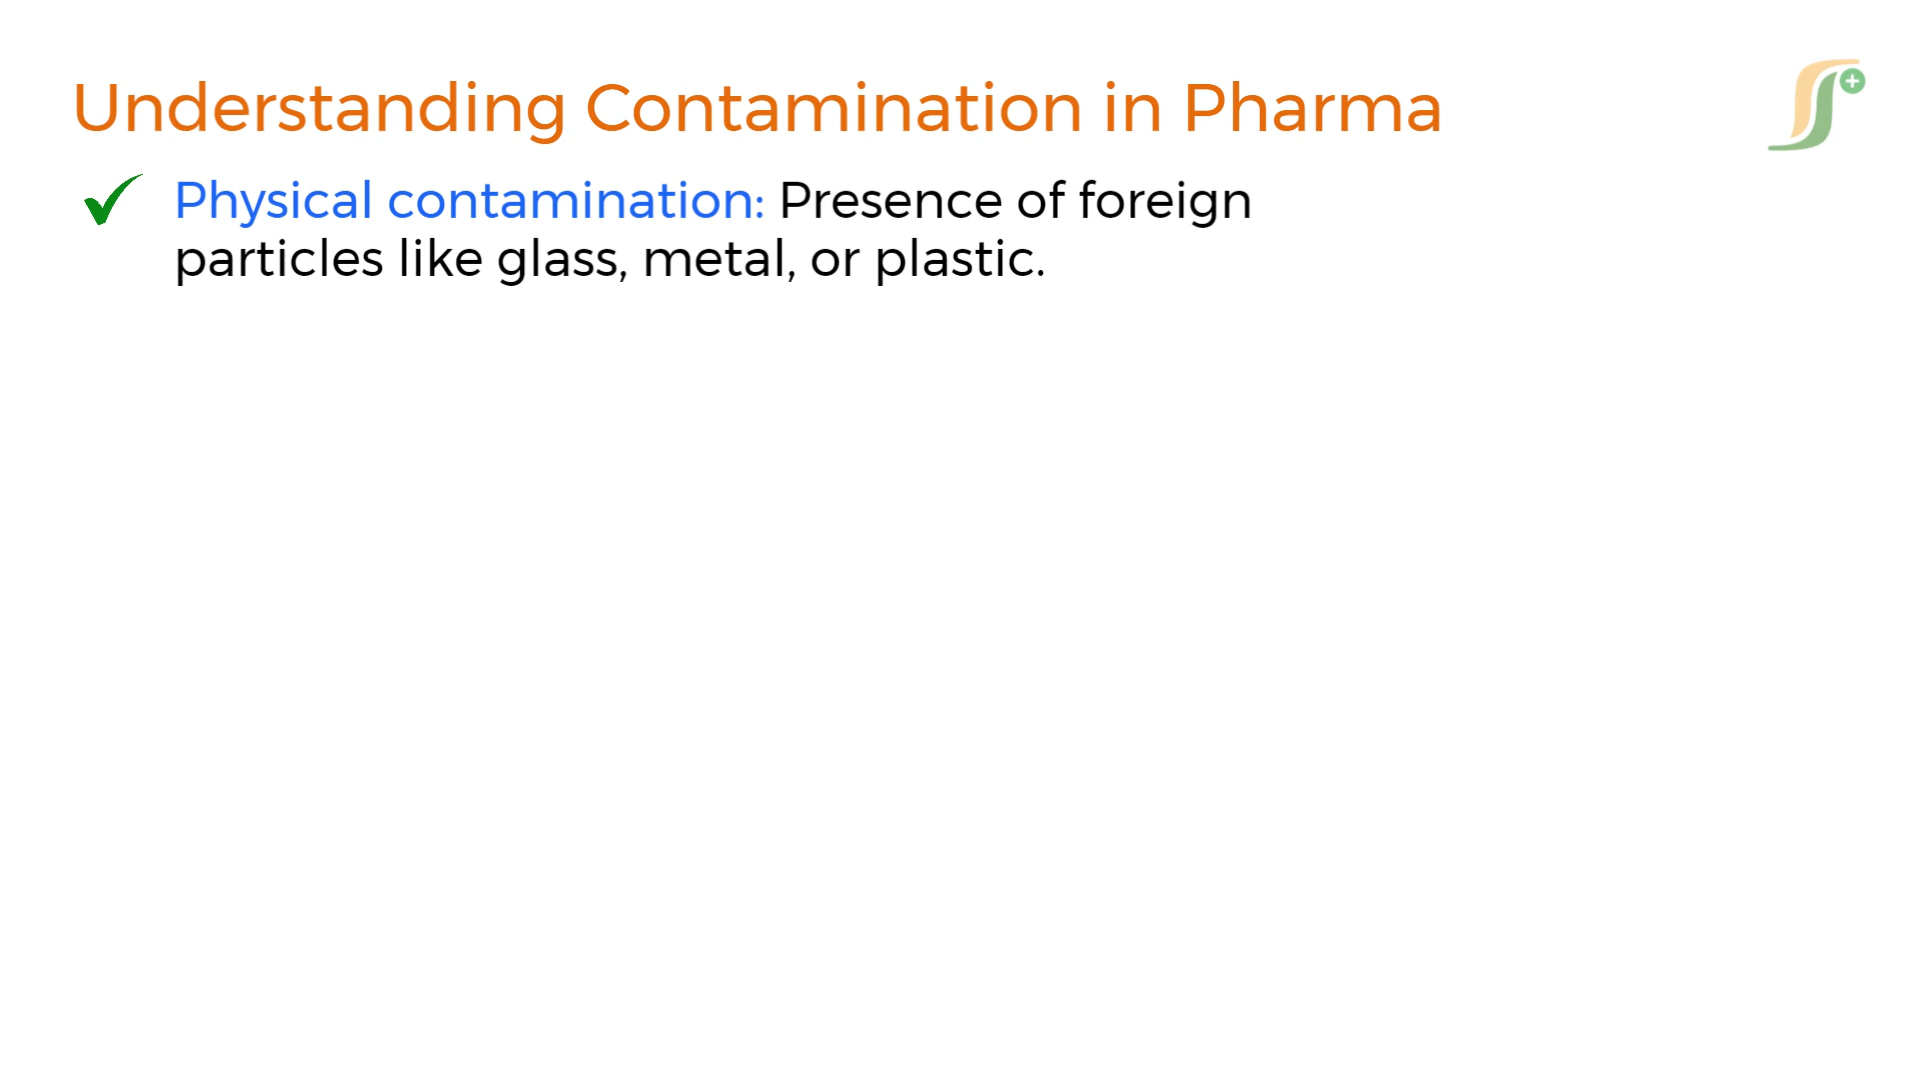 Understanding Contamination in Pharma
Physical contamination: Presence of foreign
particles like glass, metal, or plastic.